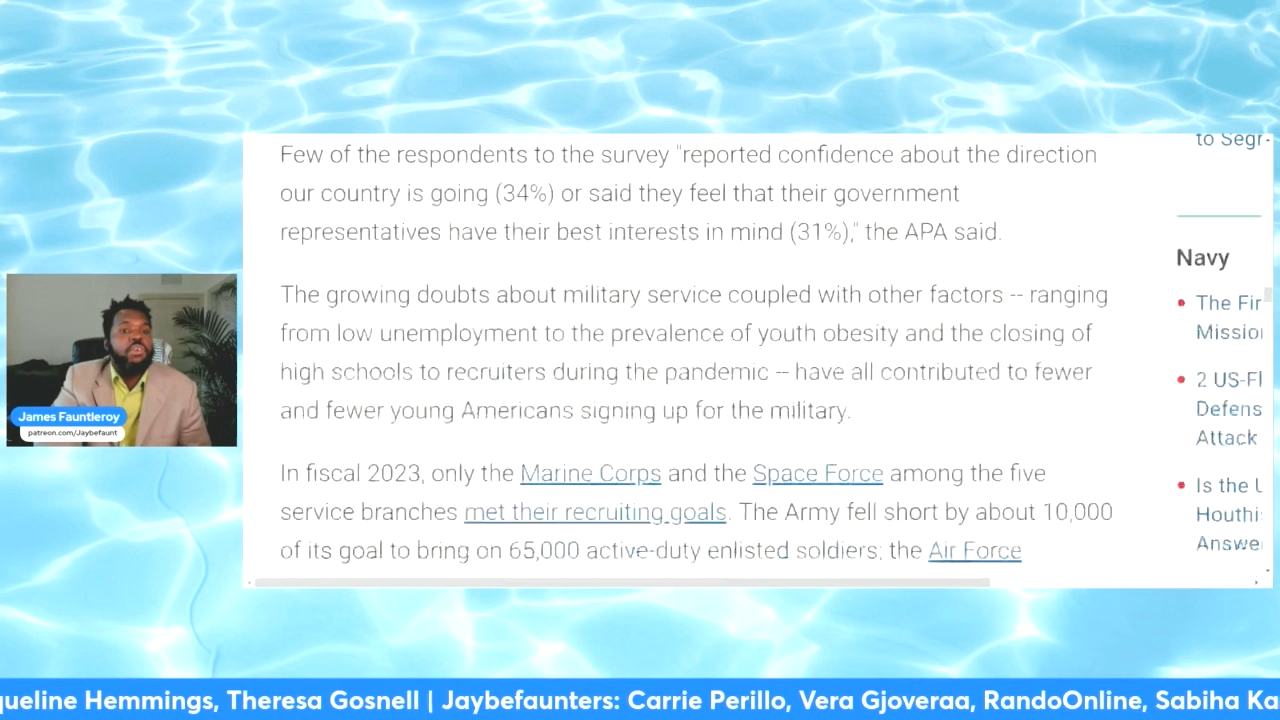 to Segr
Few of the respondents to the survey "reported confidence about the direction
our country is going (34%) or said they feel that their government
representatives have their best interests in mind (31%)," the APA said.
The growing doubts about military service coupled with other factors -- ranging
from low unemployment to the prevalence of youth obesity and the closing of
high schools to recruiters during the pandemic -- have all contributed to fewer
and fewer young Americans signing up for the military.
In fiscal 2023, only the Marine Corps and the Space Force among the five
service branches met their recruiting goals. The Army fell short by about 10,000
of its goal to bring on 65,000 active-duty enlisted soldiers; the Air Force
Navy
The Fir
Missio
2 US-Fl
Defens
Attack
Is the U
Houthi
Answe
James Fauntleroy
patreon.com/Jaybefaunt
queline Hemmings, Theresa Gosnell | Jaybefaunters: Carrie Perillo, Vera Gjoveraa, RandoOnline, Sabiha Ka